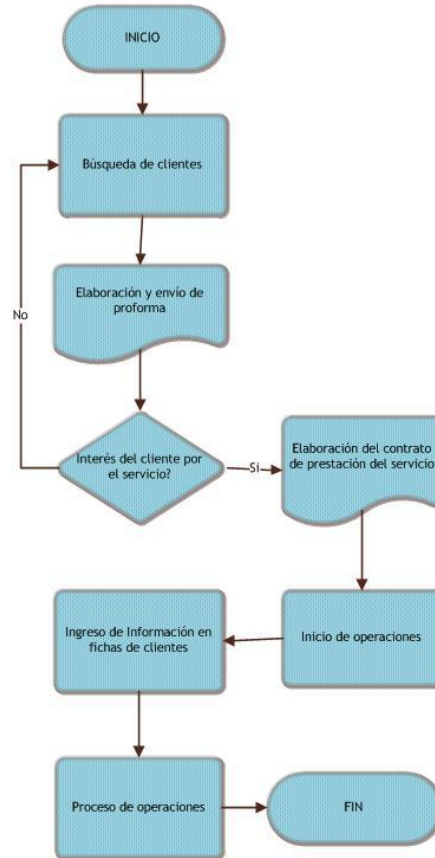 INICIO
Búsqueda de clientes
Elaboración y envío de
proforma
No
Interés del cliente por
el servicio?
Si
Elaboración del contrato
de prestación del servicio
Inicio de operaciones
Ingreso de Información en
fichas de clientes
Proceso de operaciones
FIN